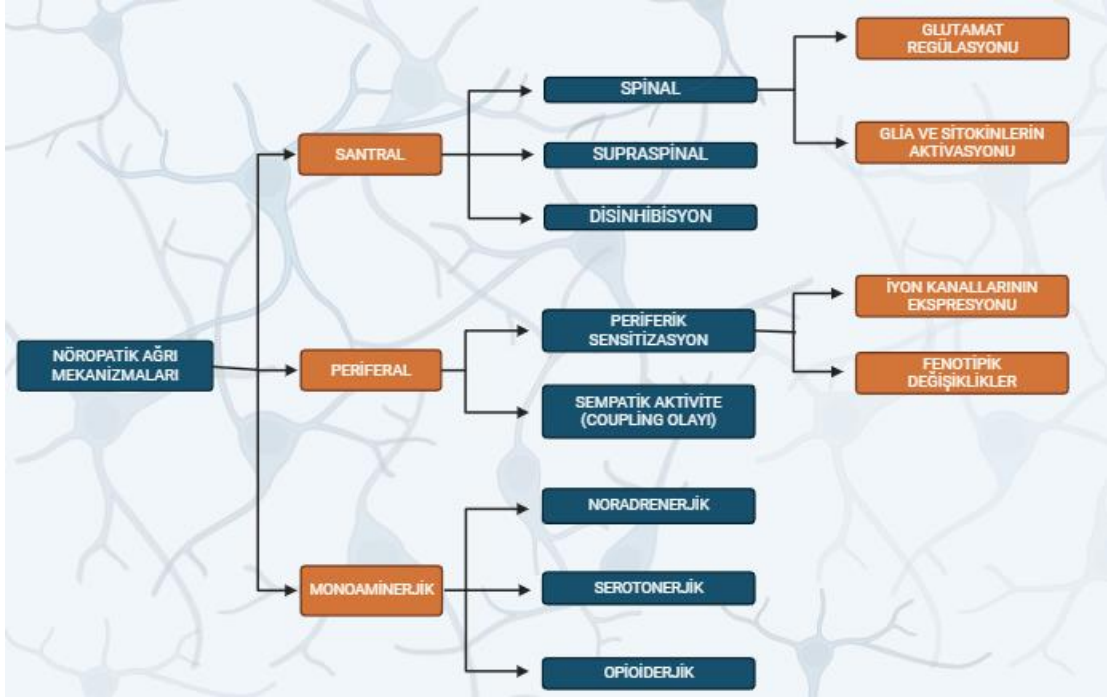 NÖROPATİK AĞRI
MEKANİZMALARI
SANTRAL
SPİNAL
GLUTAMAT
REGÜLASYONU
GLİA VE SİTOKİNLERİN
AKTİVASYONU
SUPRASPİNAL
DİSİNHİBİSYON
PERİFERAL
PERİFERİK
SENSİTİZASYON
İYON KANALLARININ
EKSPRESYONU
FENOTİPİK
DEĞİŞİKLİKLER
SEMPATİK AKTİVİTE
(COUPLİNG OLAYI)
MONOAMİNERJİK
NORADRENERJİK
SEROTONERJİK
OPİOİDERJİK